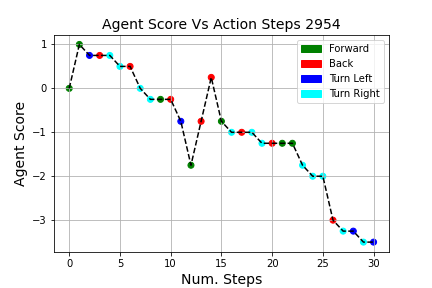 Agent Score Vs Action Steps 2954
Forward
Back
Turn Left
Turn Right
Agent Score
1
0
−1
−2
−3
0 5 10 15 20 25 30
Num. Steps